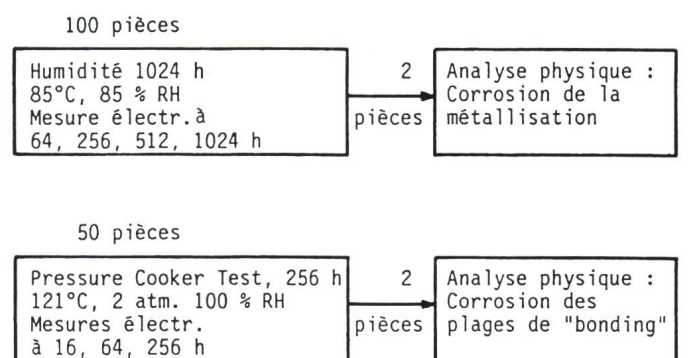 100 pièces
Humidité 1024 h
85°C, 85 % RH
Mesure électr.à
64, 256, 512, 1024 h
2
pièces
Analyse physique :
Corrosion de la
métallisation
50 pièces
Pressure Cooker Test, 256 h
121°C, 2 atm. 100 % RH
Mesures électr.
à 16, 64, 256 h
2
pièces
Analyse physique :
Corrosion des
plages de "bonding"